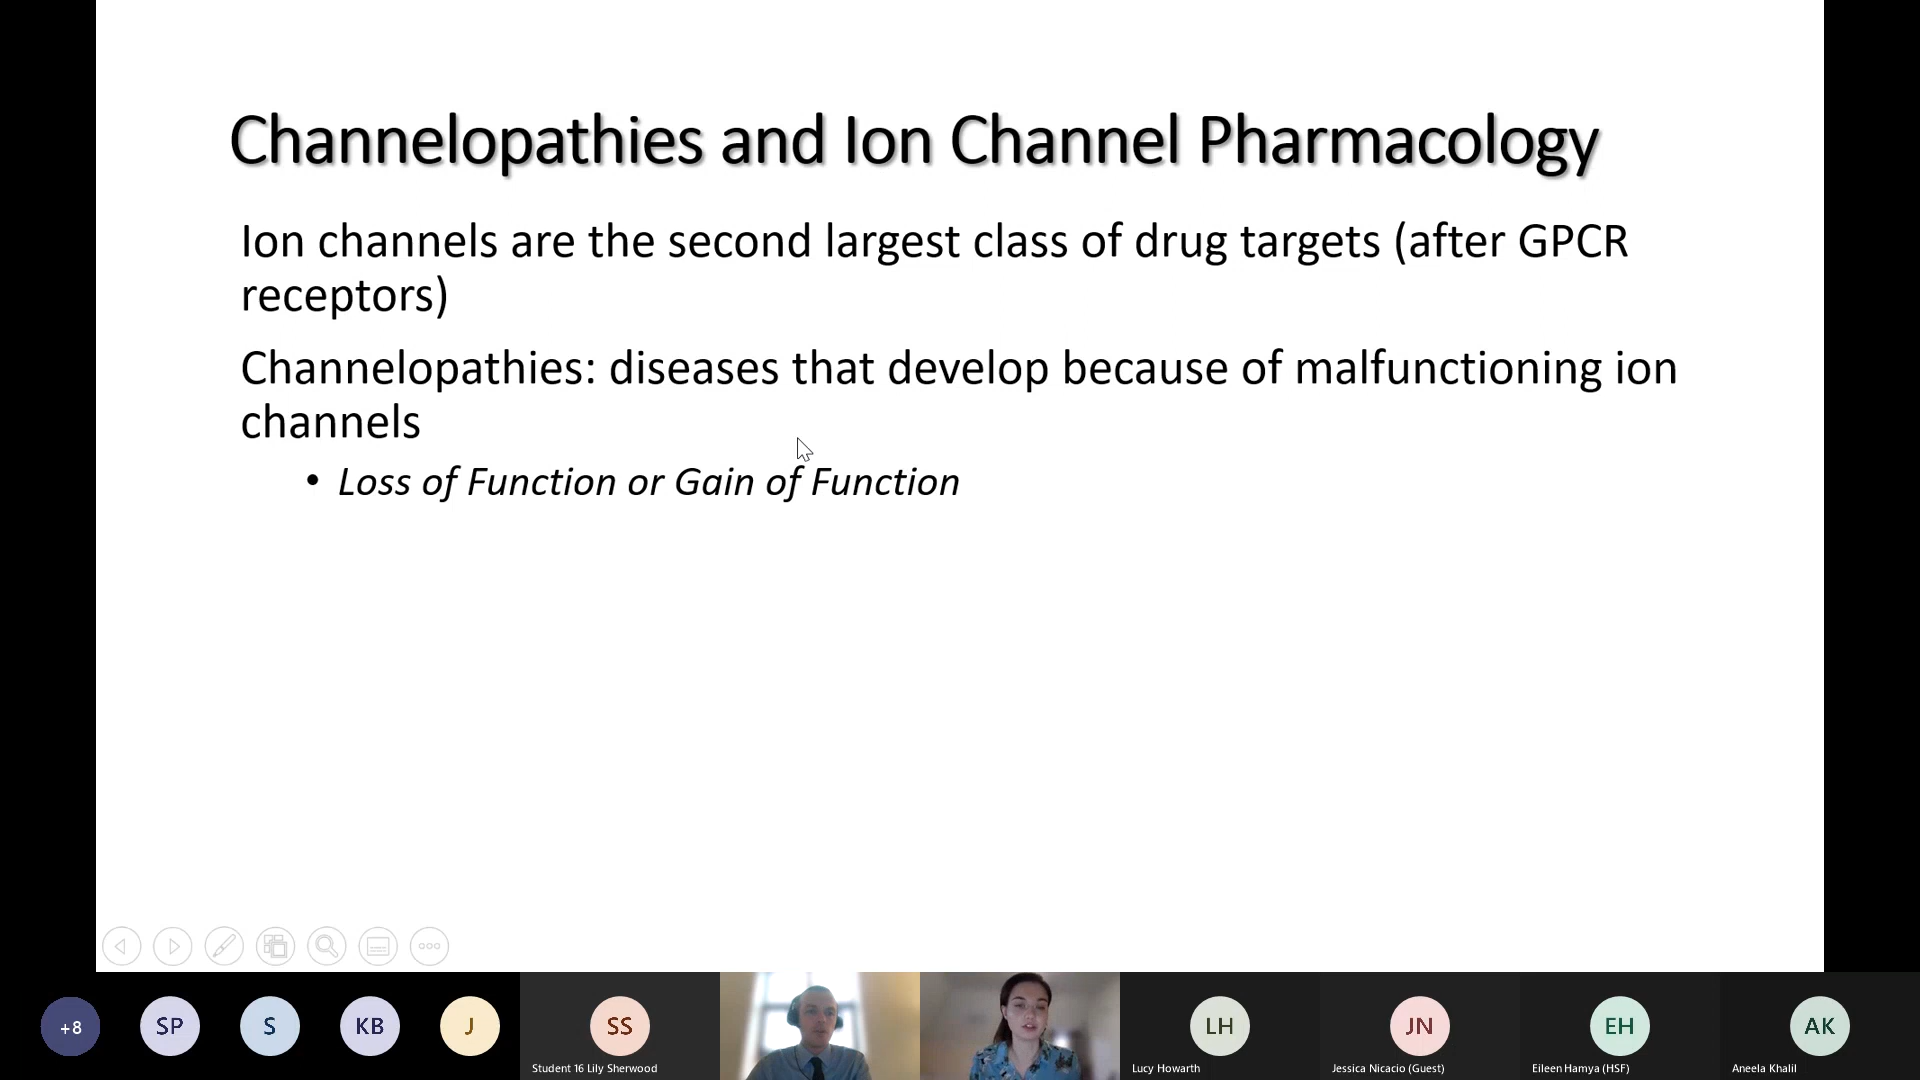 Channelopathies and Ion Channel Pharmacology
Ion channels are the second largest class of drug targets (after GPCR
receptors)
Channelopathies: diseases that develop because of malfunctioning ion
channels
• Loss of Function or Gain of Function
+8
SP
S
KB
J
SS
Student 16 Lily Sherwood
LH
Lucy Howarth
JN
Jessica Nicacio (Guest)
EH
Eileen Hamya (HSF)
AK
Aneela Khalil